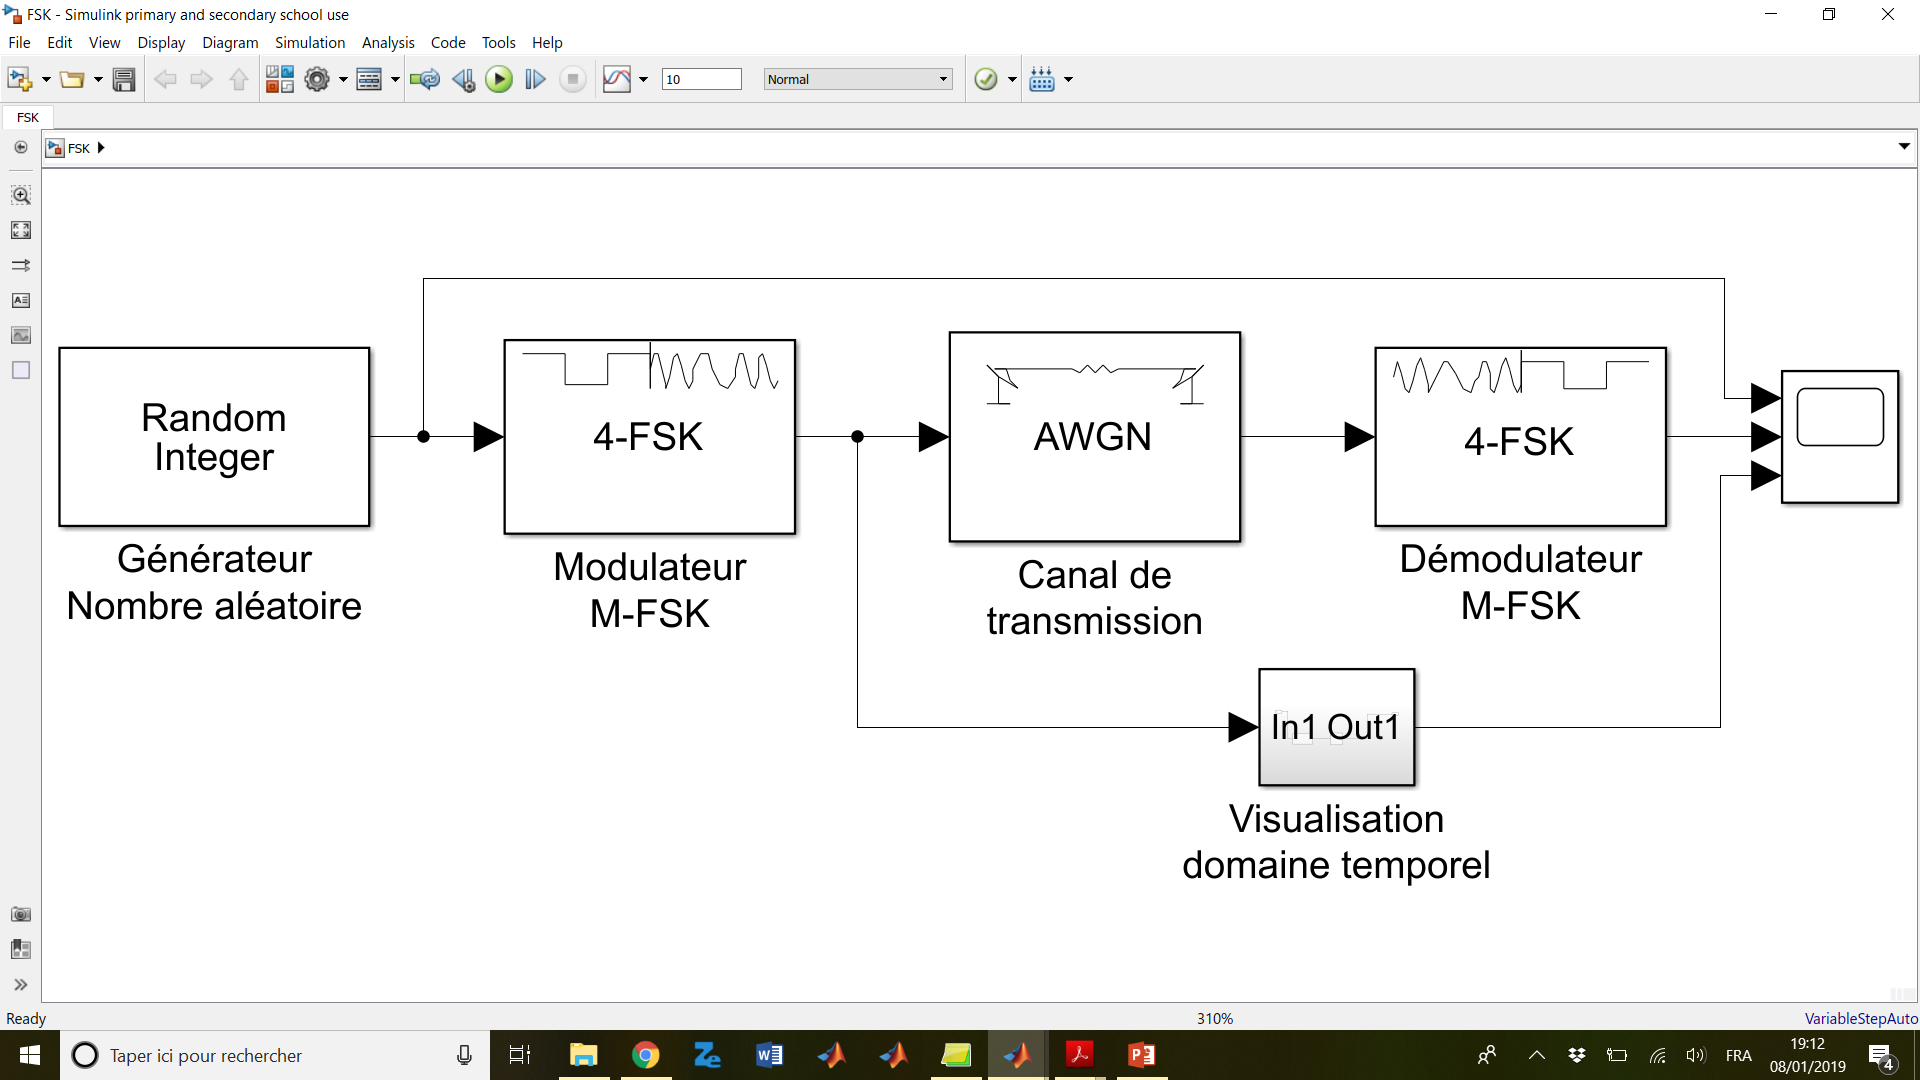 FSK - Simulink primary and secondary school use
File Edit View Display Diagram Simulation Analysis Code Tools Help
10 Normal
FSK
FSK
Random
Integer
Générateur
Nombre aléatoire
4-FSK
Modulateur
M-FSK
AWGN
Canal de
transmission
4-FSK
Démodulateur
M-FSK
In1 Out1
Visualisation
domaine temporel
Ready 310% VariableStepAuto
Taper ici pour rechercher
FRA
19:12
08/01/2019
4